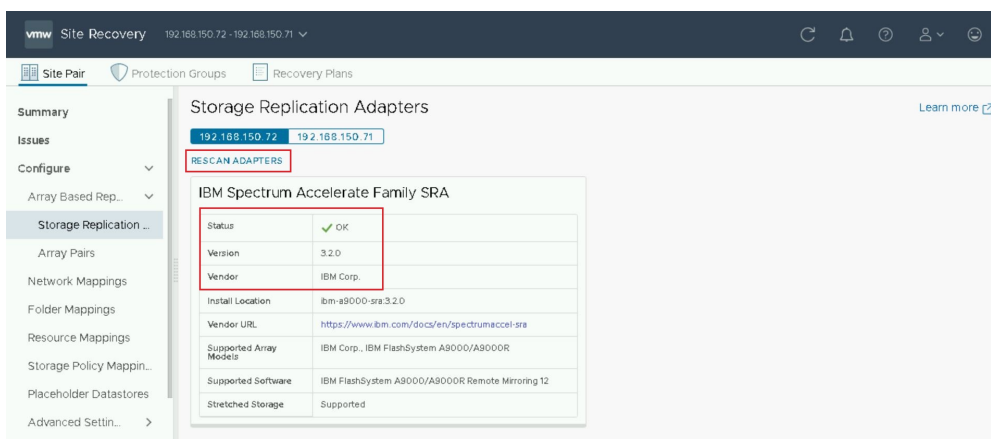 vmw Site Recovery 192.168.150.72 - 192.168.150.71
Site Pair Protection Groups Recovery Plans
Summary
Issues
Configure
Array Based Rep...
Storage Replication ...
Array Pairs
Network Mappings
Folder Mappings
Resource Mappings
Storage Policy Mappin...
Placeholder Datastores
Advanced Settin...
Storage Replication Adapters
Learn more
192.168.150.72 192.168.150.71
RESCAN ADAPTERS
IBM Spectrum Accelerate Family SRA
Status OK
Version 3.2.0
Vendor IBM Corp.
Install Location ibm-a9000-sra:3.2.0
Vendor URL https://www.ibm.com/docs/en/spectrumaccel-sra
Supported Array
Models IBM Corp., IBM FlashSystem A9000/A9000R
Supported Software IBM FlashSystem A9000/A9000R Remote Mirroring 12
Stretched Storage Supported